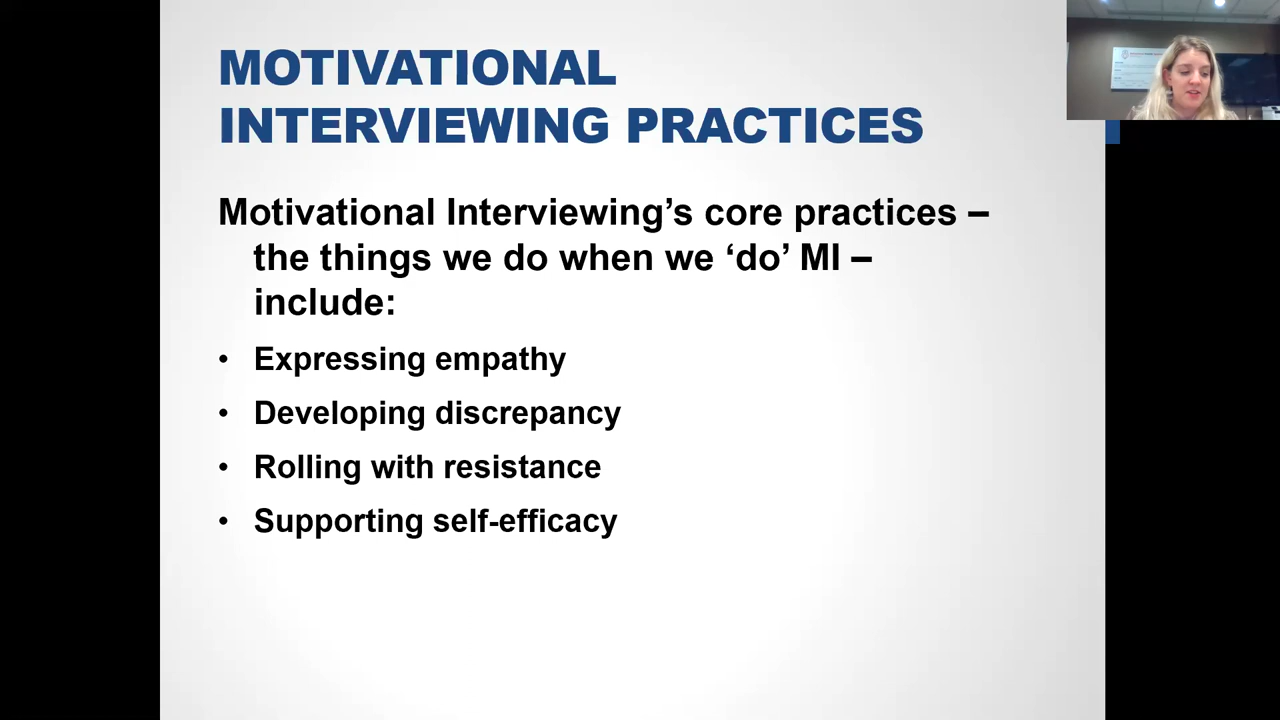 MOTIVATIONAL
INTERVIEWING PRACTICES
Motivational Interviewing’s core practices –
the things we do when we ‘do’ MI –
include:
• Expressing empathy
• Developing discrepancy
• Rolling with resistance
• Supporting self-efficacy